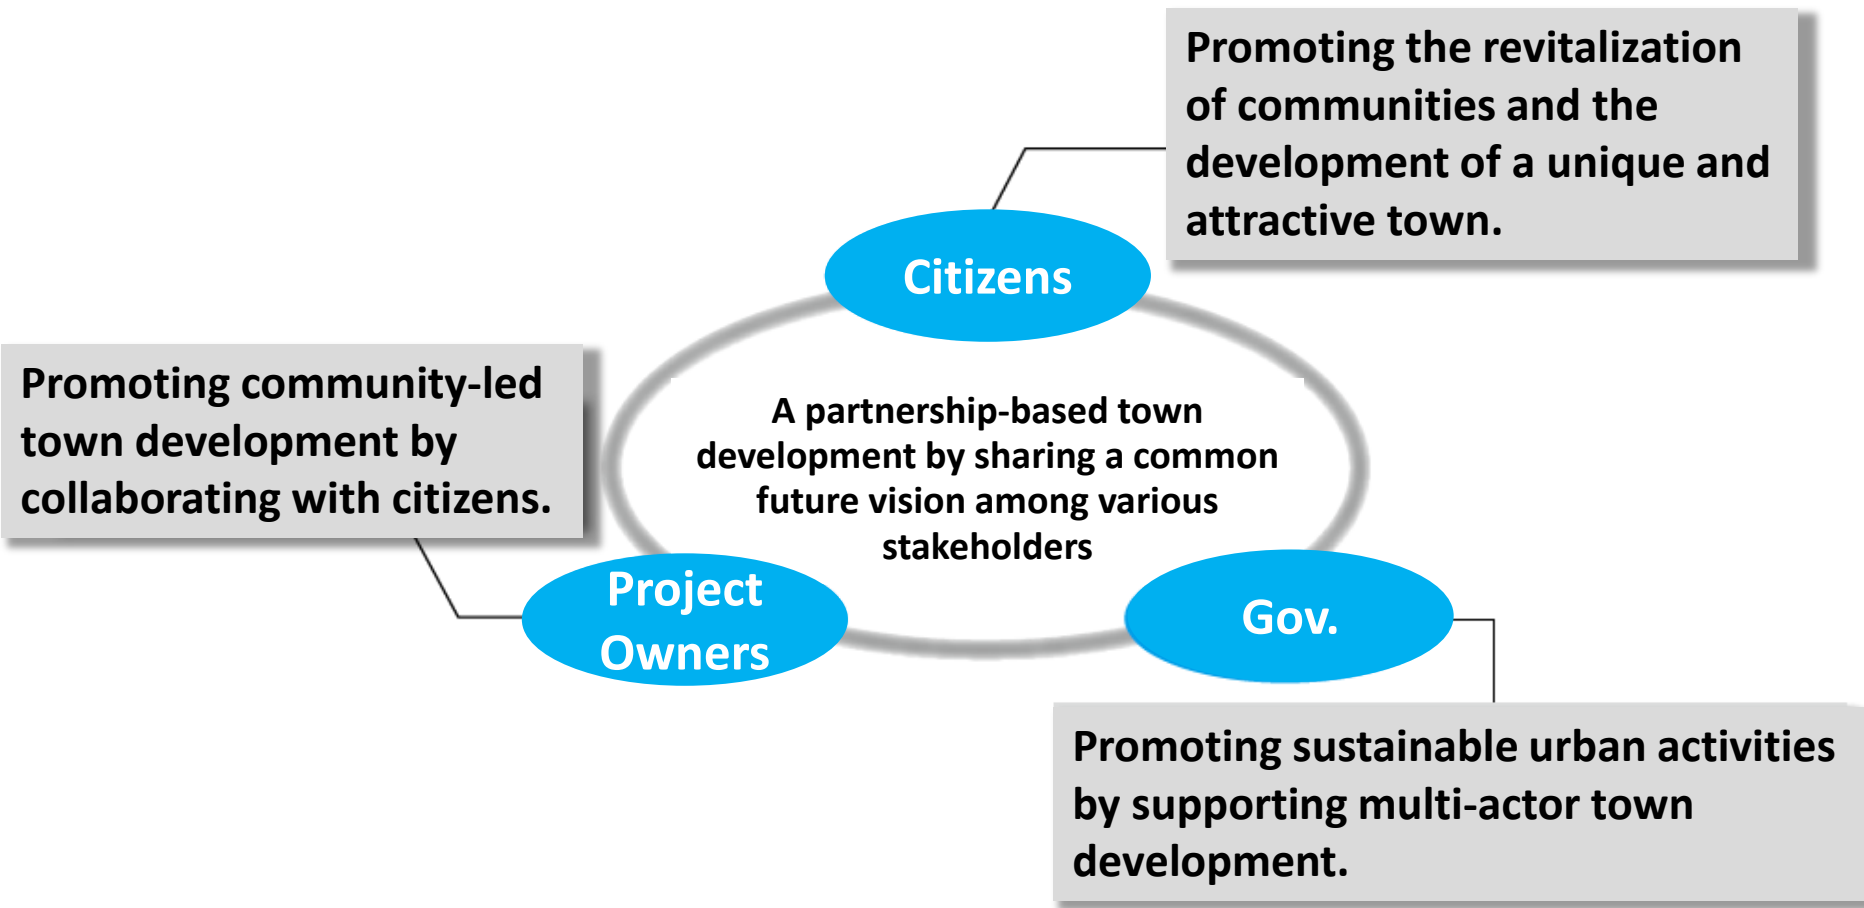 Promoting the revitalization
of communities and the
development of a unique and
attractive town.
Citizens
Promoting community-led
town development by
collaborating with citizens.
A partnership-based town
development by sharing a common
future vision among various
stakeholders
Project
Owners
Gov.
Promoting sustainable urban activities
by supporting multi-actor town
development.